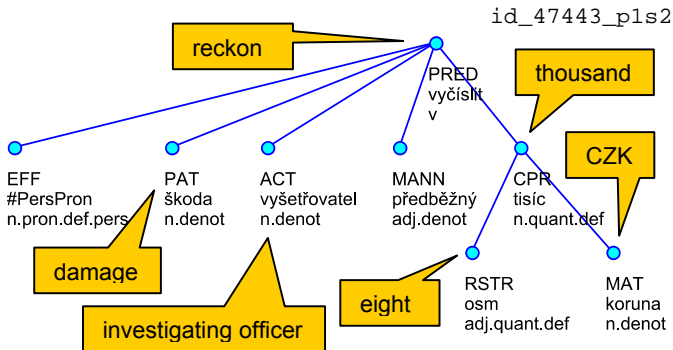 id_47443_p1s2
reckon
PRED
vyčíslit
v
thousand
CZK
EFF
#PersPron
n.pron.def.pers
PAT
škoda
n.denot
ACT
vyšetřovatel
n.denot
MANN
předběžný
adj.denot
CPR
tisíc
n.quant.def
damage
investigating officer
eight
RSTR
osm
adj.quant.def
MAT
koruna
n.denot